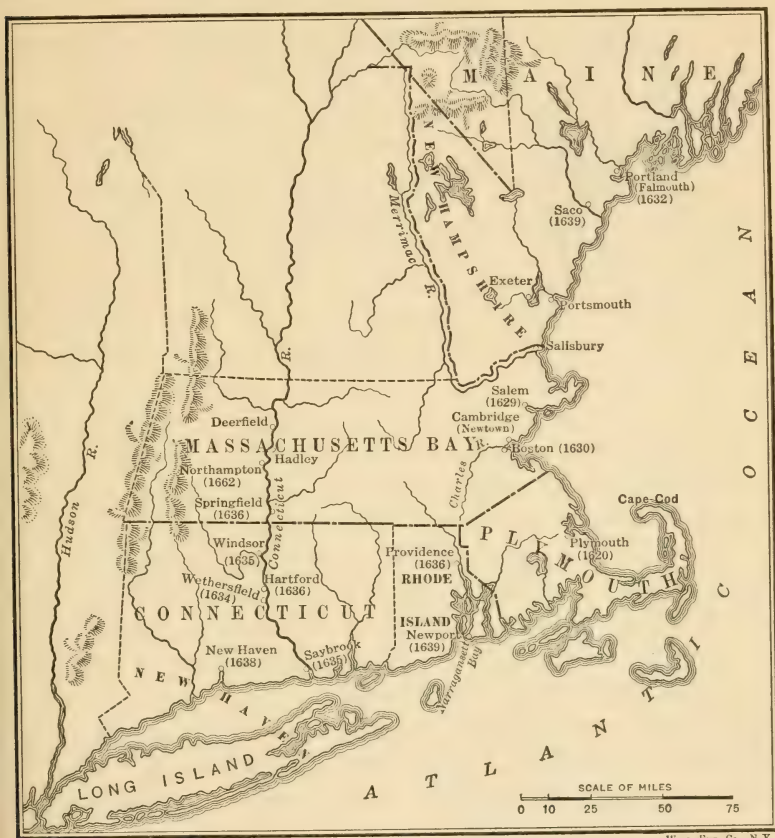 MAINE
NEW HAMPSHIRE
Merrimac R.
Portland
(Falmouth)
(1632)
Saco
(1639)
Exeter
Portsmouth
Salisbury
OCEAN
R.
Salem
(1629)
Cambridge
(Newtown)
Deerfield
MASSACHUSETTS BAY
R.
Boston (1630)
Hadley
Northampton
(1662)
Charles
Springfield
(1636)
Connecticut
Hudson R.
Cape Cod
PLYMOUTH
Plymouth
(1620)
Windsor
(1635)
Providence
(1636)
RHODE
ISLAND
Wethersfield
(1634)
Hartford
(1636)
CONNECTICUT
Newport
(1639)
Narragansett
Bay
New Haven
(1638)
Saybrook
(1635)
NEW HAVEN
LONG ISLAND
ATLANTIC
SCALE OF MILES
0 10 25 50 75